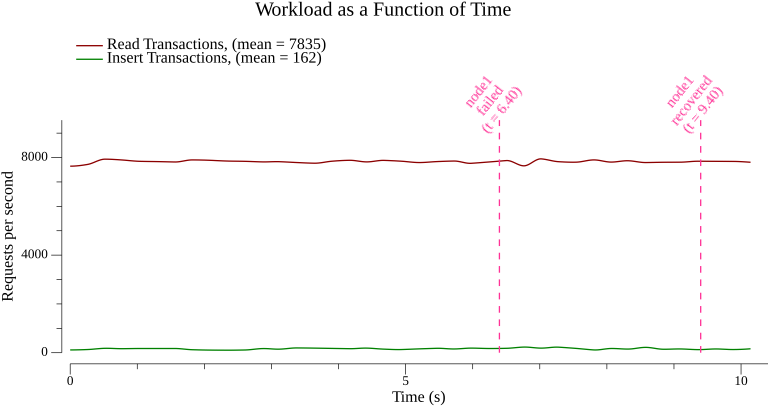 Workload as a Function of Time
Read Transactions, (mean = 7835)
Insert Transactions, (mean = 162)
node1
failed
(t = 6.40)
node1
recovered
(t = 9.40)
Requests per second
8000
4000
0
0
5
10
Time (s)